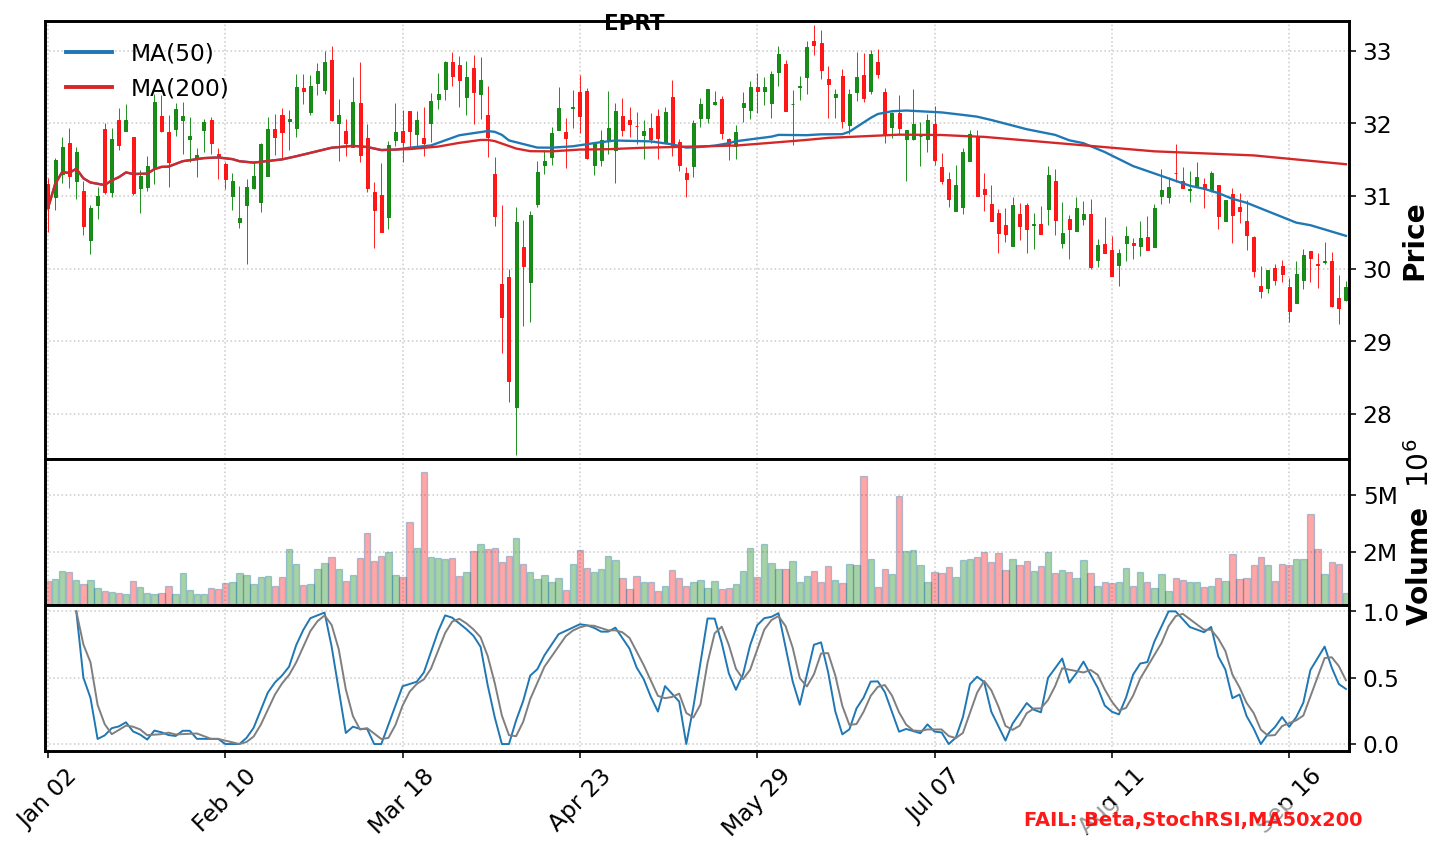 EPRT
MA(50)
MA(200)
33
32
31
30
29
28
Price
5M
2M
Volume 10^6
1.0
0.5
0.0
Jan 02
Feb 10
Mar 18
Apr 23
May 29
Jul 07
Aug 11
Sep 16
FAIL: Beta,StochRSI,MA50x200